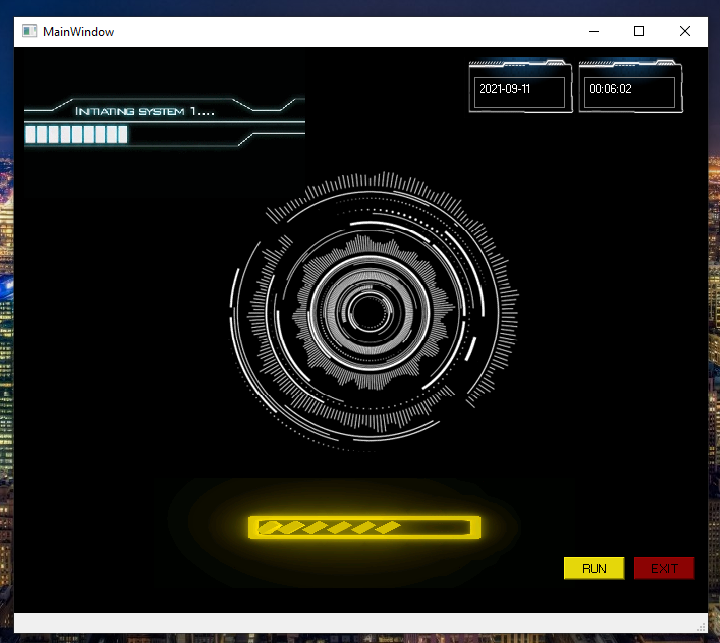 MainWindow
INITIATING SYSTEM 1....
2021-09-11
00:06:02
RUN
EXIT